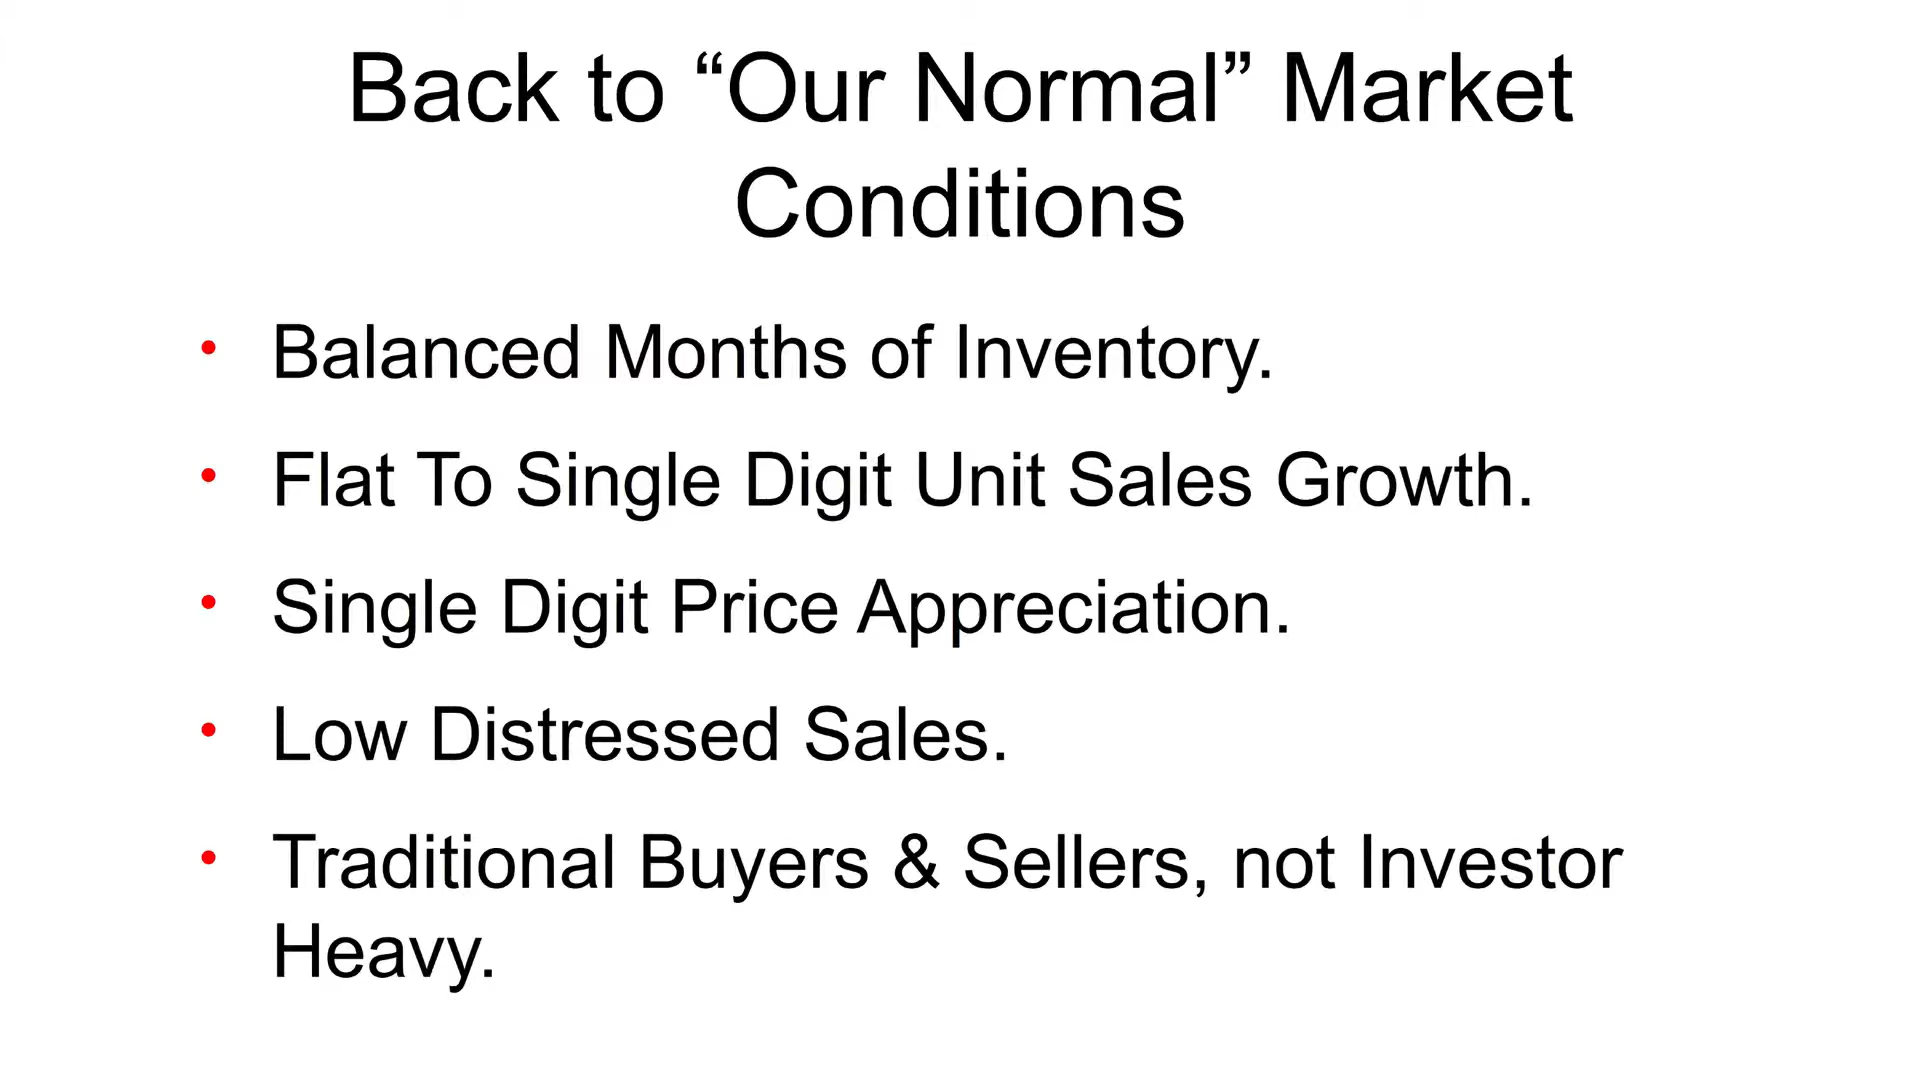 Back to “Our Normal” Market
Conditions
• Balanced Months of Inventory.
• Flat To Single Digit Unit Sales Growth.
• Single Digit Price Appreciation.
• Low Distressed Sales.
• Traditional Buyers & Sellers, not Investor
Heavy.